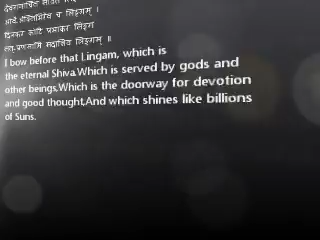 देवगणार्चित सेवित लिङ्गम्
भावै-र्भक्तिभिरेव च लिङ्गम् ।
दिनकर कोटि प्रभाकर लिङ्गं
तत्-प्रणमामि सदाशिव लिङ्गम् ॥
I bow before that Lingam, which is
the eternal Shiva.Which is served by gods and
other beings,Which is the doorway for devotion
and good thought,And which shines like billions
of Suns.